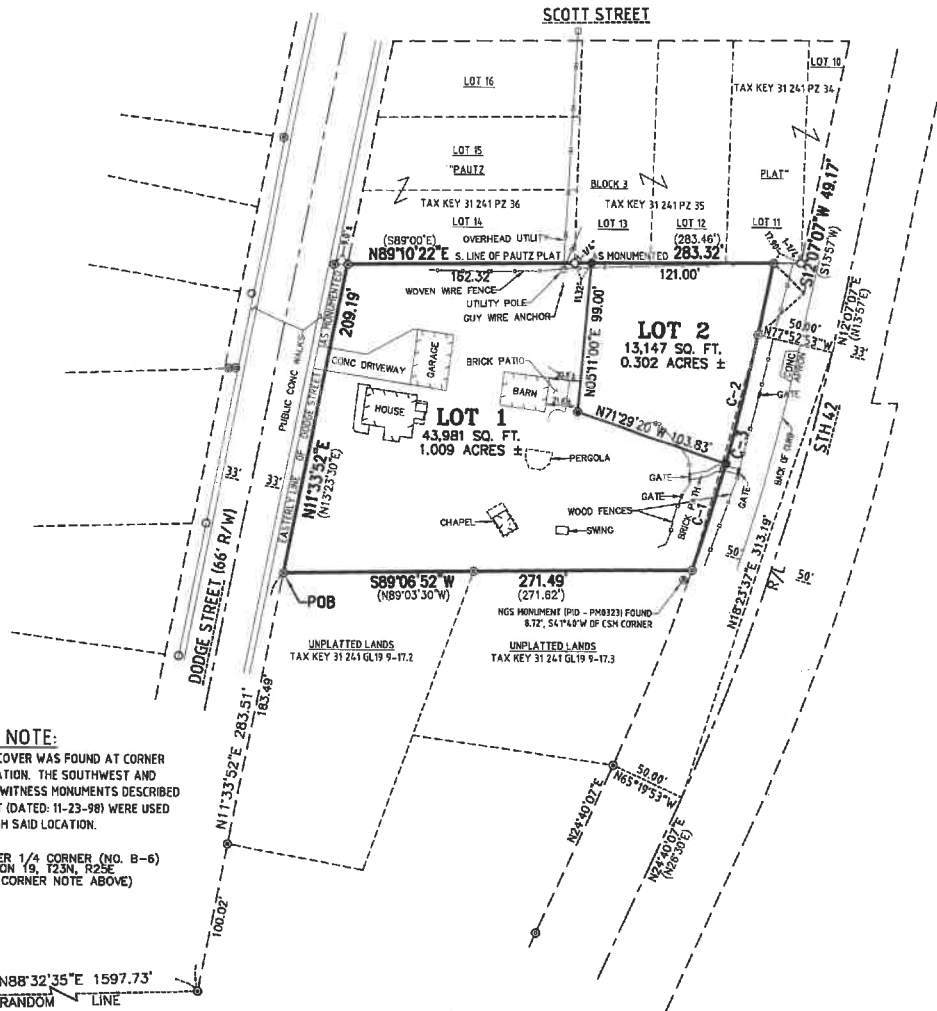 SCOTT STREET
LOT 10
LOT 16
TAX KEY 31 241 PZ 34
LOT 15
"PAUTZ
BLOCK 3
PLAT"
TAX KEY 31 241 PZ 36
TAX KEY 31 241 PZ 35
LOT 14
LOT 13
LOT 12
LOT 11
(S89°00'E)
OVERHEAD UTILI
(283.46')
N89°10'22"E
S. LINE OF PAUTZ PLAT
S MONUMENTED
283.32'
162.32'
121.00'
17.90'
S12°07'07"W 49.17'
(S13°57'W)
WOVEN WIRE FENCE
UTILITY POLE
GUY WIRE ANCHOR
11.32'
N12°07'07"E
(N13°57'E)
33'
50.00'
N77°52'53"W
(AS MONUMENTED)
209.19'
99.00'
N05°11'00"E
LOT 2
13,147 SQ. FT.
0.302 ACRES ±
PUBLIC CONC WALKS
CONC DRIVEWAY
GARAGE
BRICK PATIO
BARN
CONC APRON
GATE
C-2
HOUSE
LOT 1
43,981 SQ. FT.
1.009 ACRES ±
N71°29'20"W 103.83'
C-3
STH 42
BACK OF CURB
33'
33'
EASTERLY LINE OF DODGE STREET
N11°33'52"E
(N13°23'30"E)
PERGOLA
GATE
GATE
GATE
WOOD FENCES
BRICK PATH
C-1
CHAPEL
SWING
50'
N18°23'37"E 313.19'
R/L
50'
S89°06'52"W
271.49'
(N89°03'30"W)
(271.62')
POB
NGS MONUMENT (PID - PM0323) FOUND
8.72', S41°40'W OF CSM CORNER
DODGE STREET (66' R/W)
UNPLATTED LANDS
TAX KEY 31 241 GL19 9-17.2
UNPLATTED LANDS
TAX KEY 31 241 GL19 9-17.3
N11°33'52"E 283.51'
183.49'
NOTE:
COVER WAS FOUND AT CORNER
ATION. THE SOUTHWEST AND
WITNESS MONUMENTS DESCRIBED
T (DATED: 11-23-98) WERE USED
H SAID LOCATION.
50.00'
N65°19'53"W
N24°40'07"E
N24°40'07"E
(N26°30'E)
ER 1/4 CORNER (NO. B-6)
ON 19, T23N, R25E
CORNER NOTE ABOVE)
100.02'
N88°32'35"E 1597.73'
RANDOM LINE